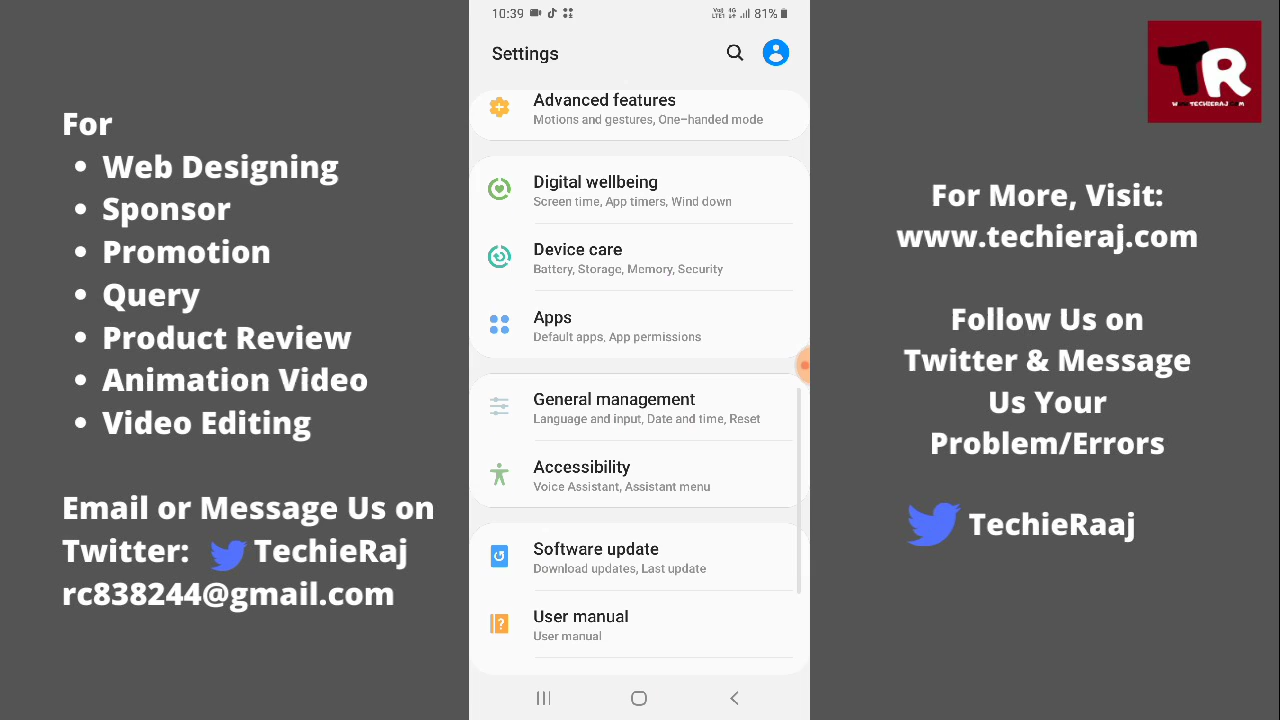 For
• Web Designing
• Sponsor
• Promotion
• Query
• Product Review
• Animation Video
• Video Editing
Email or Message Us on
Twitter: TechieRaj
rc838244@gmail.com
10:39
81%
Settings
Advanced features
Motions and gestures, One-handed mode
Digital wellbeing
Screen time, App timers, Wind down
Device care
Battery, Storage, Memory, Security
Apps
Default apps, App permissions
General management
Language and input, Date and time, Reset
Accessibility
Voice Assistant, Assistant menu
Software update
Download updates, Last update
User manual
User manual
TR
WWW.TECHIERAJ.COM
For More, Visit:
www.techieraj.com
Follow Us on
Twitter & Message
Us Your
Problem/Errors
TechieRaaj